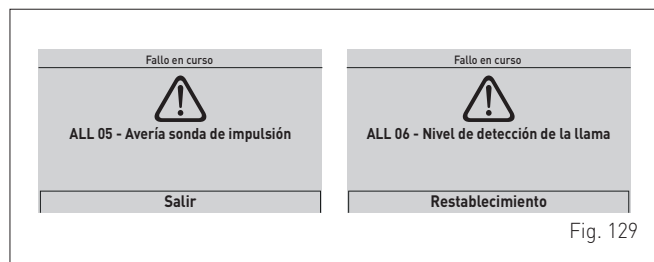 Fallo en curso
ALL 05 - Avería sonda de impulsión
Salir
Fallo en curso
ALL 06 - Nivel de detección de la llama
Restablecimiento
Fig. 129